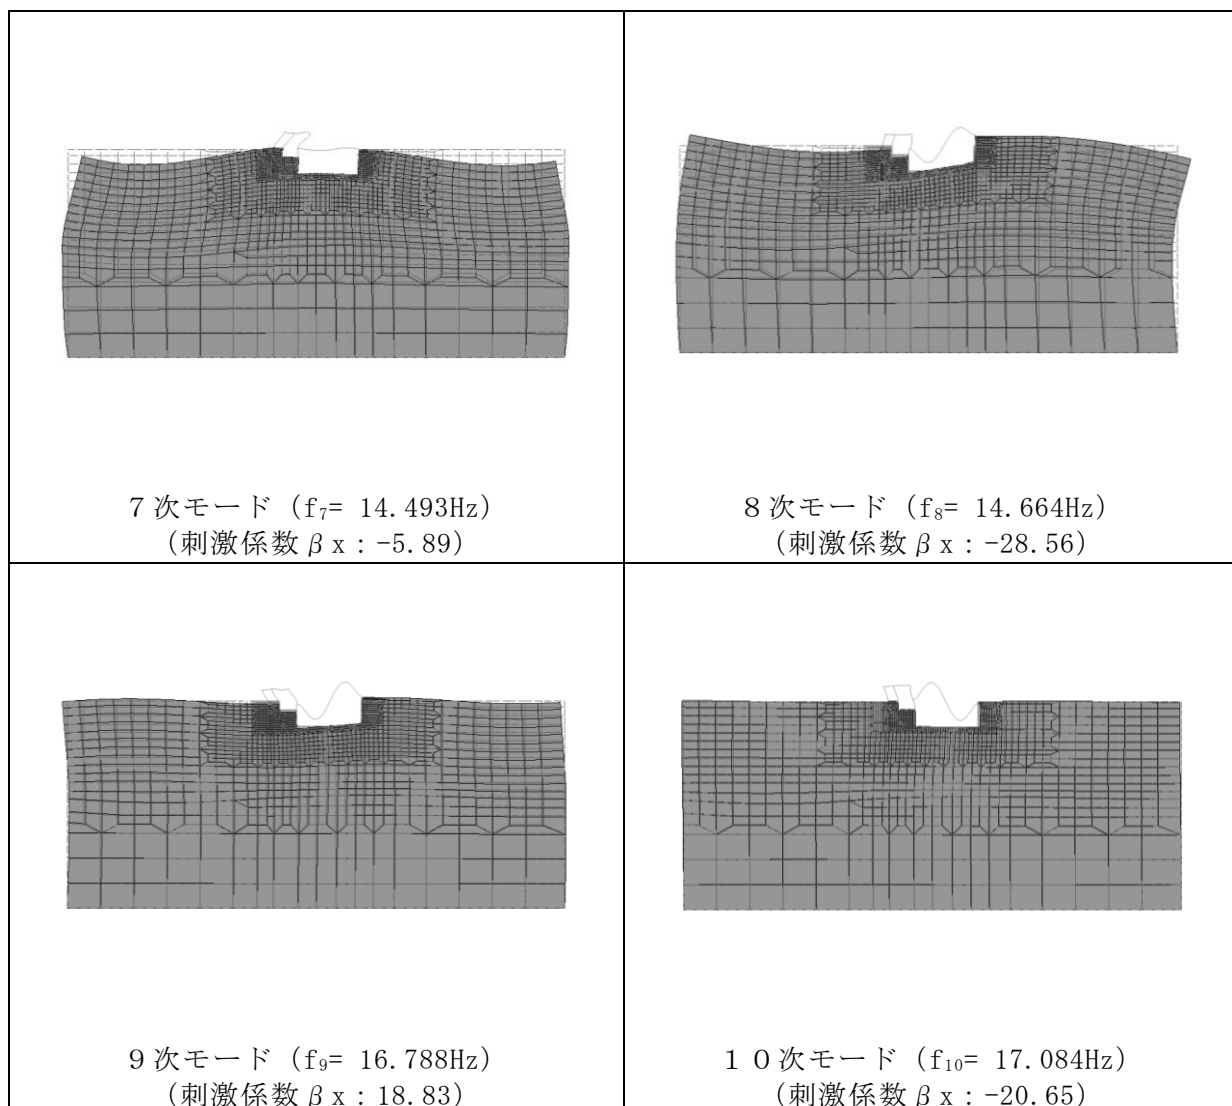 ７次モード（f₇= 14.493Hz）
（刺激係数βx：-5.89）
８次モード（f₈= 14.664Hz）
（刺激係数βx：-28.56）
９次モード（f₉= 16.788Hz）
（刺激係数βx：18.83）
１０次モード（f₁₀= 17.084Hz）
（刺激係数βx：-20.65）